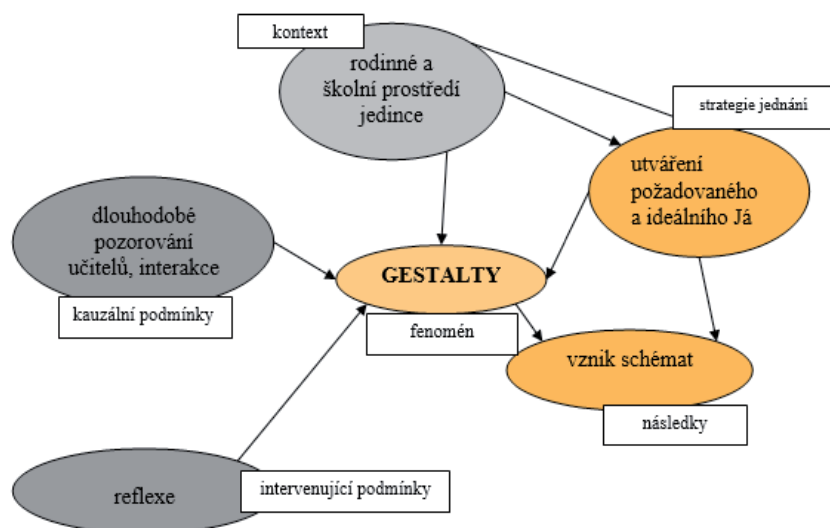 kontext
rodinné a
školní prostředí
jedince
strategie jednání
utváření
požadovaného
a ideálního Já
dlouhodobé
pozorování
učitelů, interakce
kauzální podmínky
GESTALTY
fenomén
vznik schémat
následky
reflexe
intervenující podmínky